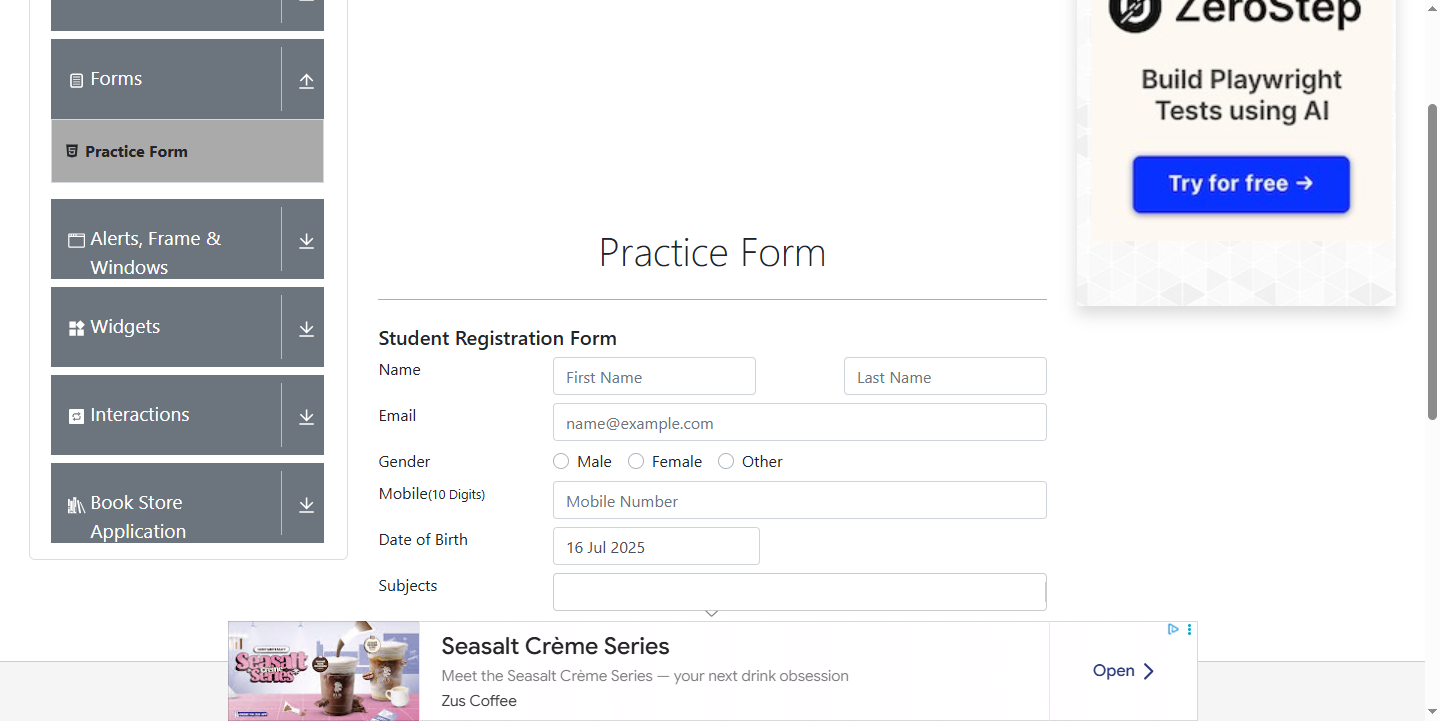 Forms
Practice Form
Alerts, Frame &
Windows
Widgets
Interactions
Book Store
Application
Practice Form
Student Registration Form
Name
First Name
Last Name
Email
name@example.com
Gender
Male
Female
Other
Mobile(10 Digits)
Mobile Number
Date of Birth
16 Jul 2025
Subjects
ZeroStep
Build Playwright
Tests using AI
Try for free →
Seasalt
Crème
Series
Seasalt Crème Series
Meet the Seasalt Crème Series — your next drink obsession
Zus Coffee
Open